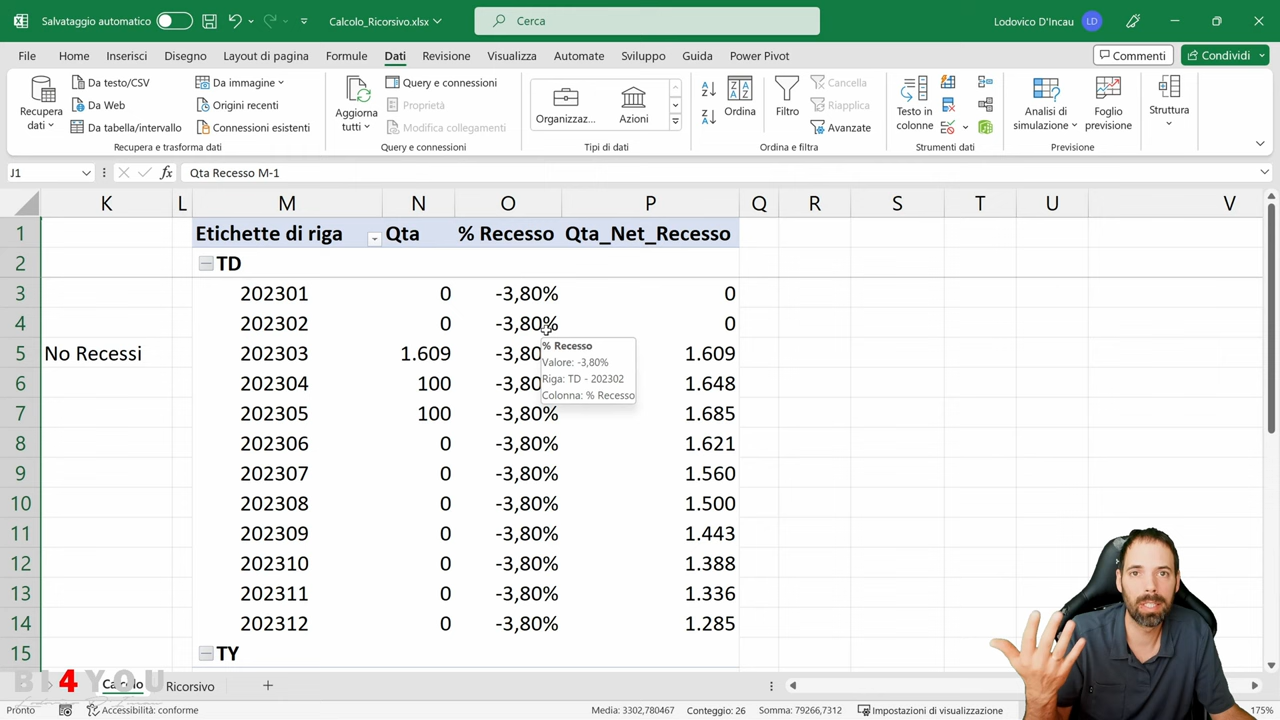 Salvataggio automatico
Calcolo_Ricorsivo.xlsx
Cerca
Lodovico D'Incau
LD
File Home Inserisci Disegno Layout di pagina Formule Dati Revisione Visualizza Automate Sviluppo Guida Power Pivot
Commenti Condividi
Recupera dati
Da testo/CSV
Da Web
Da tabella/intervallo
Da immagine
Origini recenti
Connessioni esistenti
Recupera e trasforma dati
Aggiorna tutti
Query e connessioni
Proprietà
Modifica collegamenti
Query e connessioni
Organizzaz...
Azioni
Tipi di dati
Ordina
Filtro
Cancella
Riapplica
Avanzate
Ordina e filtra
Testo in colonne
Strumenti dati
Analisi di simulazione
Foglio previsione
Previsione
Struttura
J1 fx Qta Recesso M-1
K L M N O P Q R S T U V
1 Etichette di riga Qta % Recesso Qta_Net_Recesso
2 TD
3 202301 0 -3,80% 0
4 202302 0 -3,80% 0
5 No Recessi 202303 1.609 -3,80 1.609
6 202304 100 -3,80 1.648
7 202305 100 -3,80% 1.685
8 202306 0 -3,80% 1.621
9 202307 0 -3,80% 1.560
10 202308 0 -3,80% 1.500
11 202309 0 -3,80% 1.443
12 202310 0 -3,80% 1.388
13 202311 0 -3,80% 1.336
14 202312 0 -3,80% 1.285
15 TY
% Recesso
Valore: -3,80%
Riga: TD - 202302
Colonna: % Recesso
BI4YOU
Calcolo Ricorsivo
Pronto Accessibilità: conforme Media: 3302,780467 Conteggio: 26 Somma: 79266,7312 Impostazioni di visualizzazione 175%